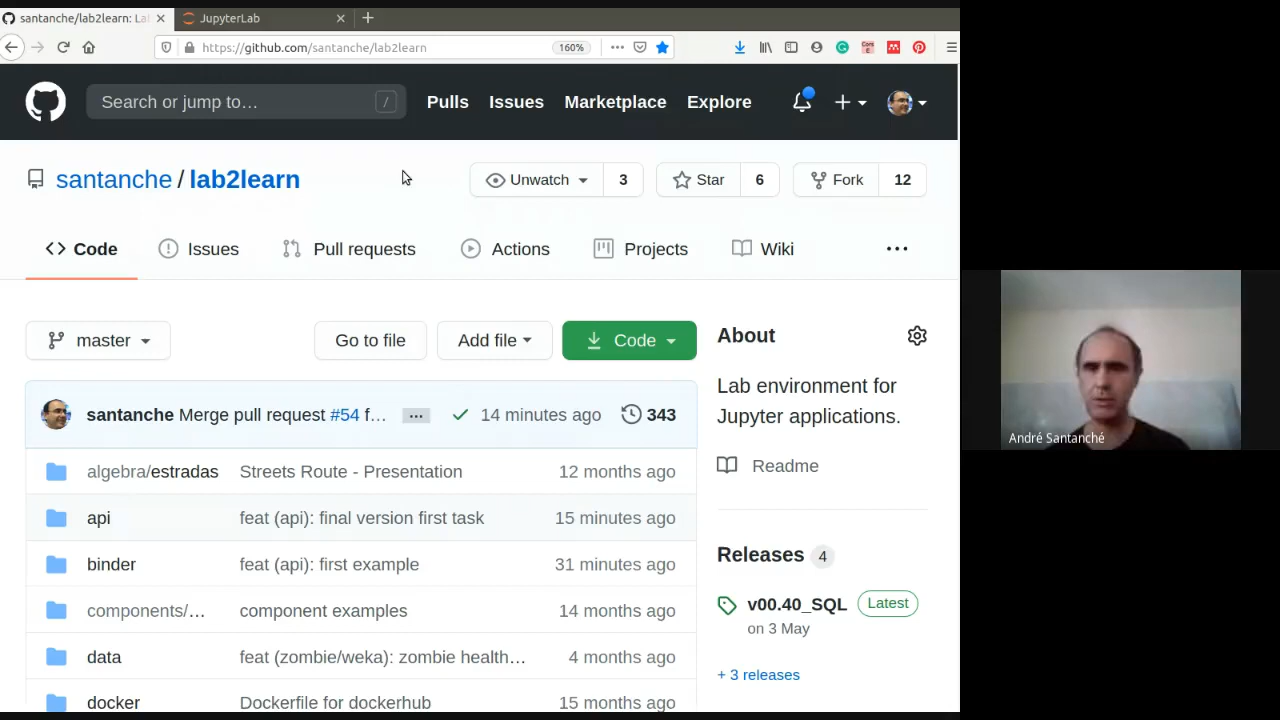 santanche/lab2learn: La
JupyterLab
https://github.com/santanche/lab2learn
160%
Search or jump to…
/
Pulls
Issues
Marketplace
Explore
santanche / lab2learn
Unwatch
3
Star
6
Fork
12
Code
Issues
Pull requests
Actions
Projects
Wiki
master
Go to file
Add file
Code
santanche Merge pull request #54 f…
14 minutes ago
343
algebra/estradas
Streets Route - Presentation
12 months ago
api
feat (api): final version first task
15 minutes ago
binder
feat (api): first example
31 minutes ago
components/…
component examples
14 months ago
data
feat (zombie/weka): zombie health…
4 months ago
docker
Dockerfile for dockerhub
15 months ago
About
Lab environment for
Jupyter applications.
Readme
Releases 4
v00.40_SQL
Latest
on 3 May
+ 3 releases
André Santanché